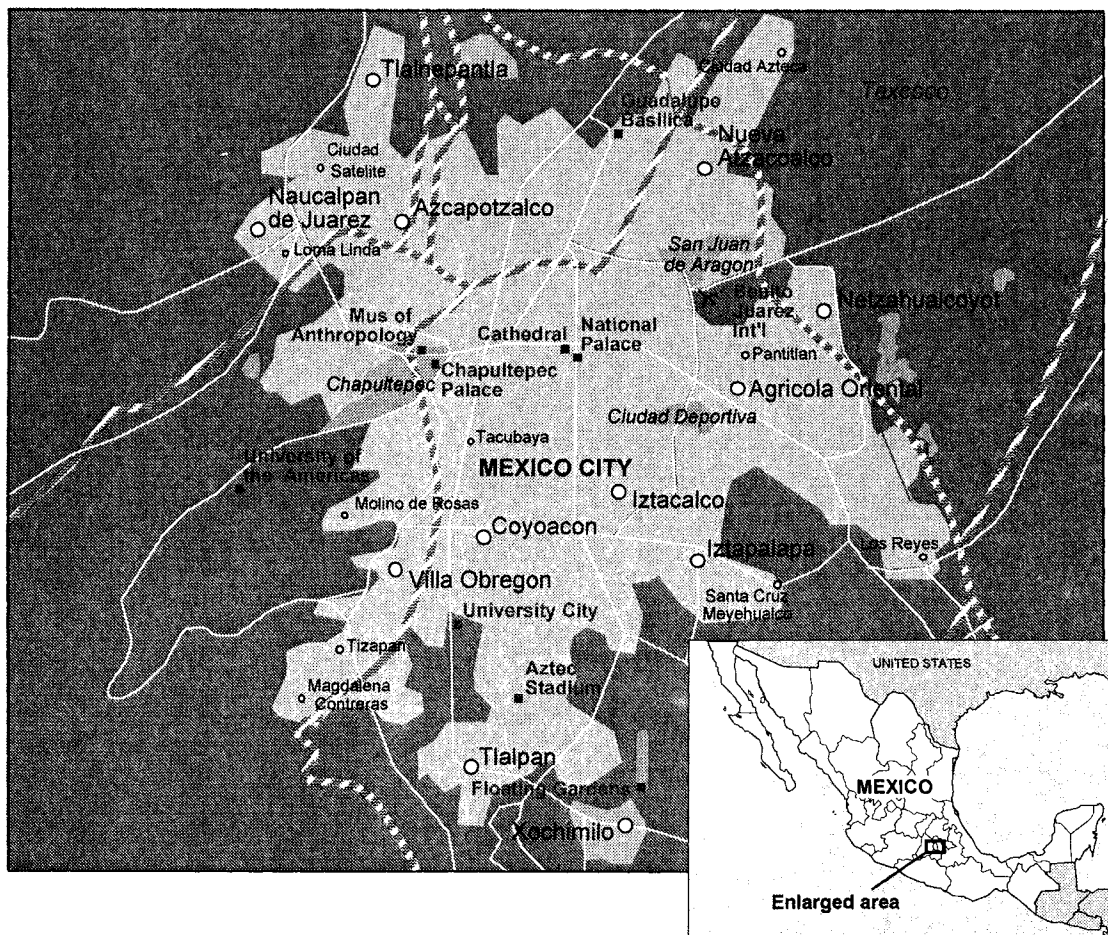 Tlalnepantla
Ciudad Azteca
Texcoco
Guadalupe
Basilica
Nueva
Atzacoalco
Ciudad
Satelite
Naucalpan
de Juarez
Azcapotzalco
Loma Linda
San Juan
de Aragon
Benito
Juarez
Int'l
Netzahualcoyot
Mus of
Anthropology
Cathedral
National
Palace
Pantitlan
Chapultepec
Chapultepec
Palace
Agricola Oriental
Ciudad Deportiva
Tacubaya
MEXICO CITY
University of
the Americas
Molino de Rosas
Iztacalco
Coyoacon
Iztapalapa
Los Reyes
Villa Obregon
Santa Cruz
Meyehualco
University City
Tizapan
Aztec
Stadium
Magdalena
Contreras
Tlalpan
Floating Gardens
Xochimilo
UNITED STATES
MEXICO
Enlarged area